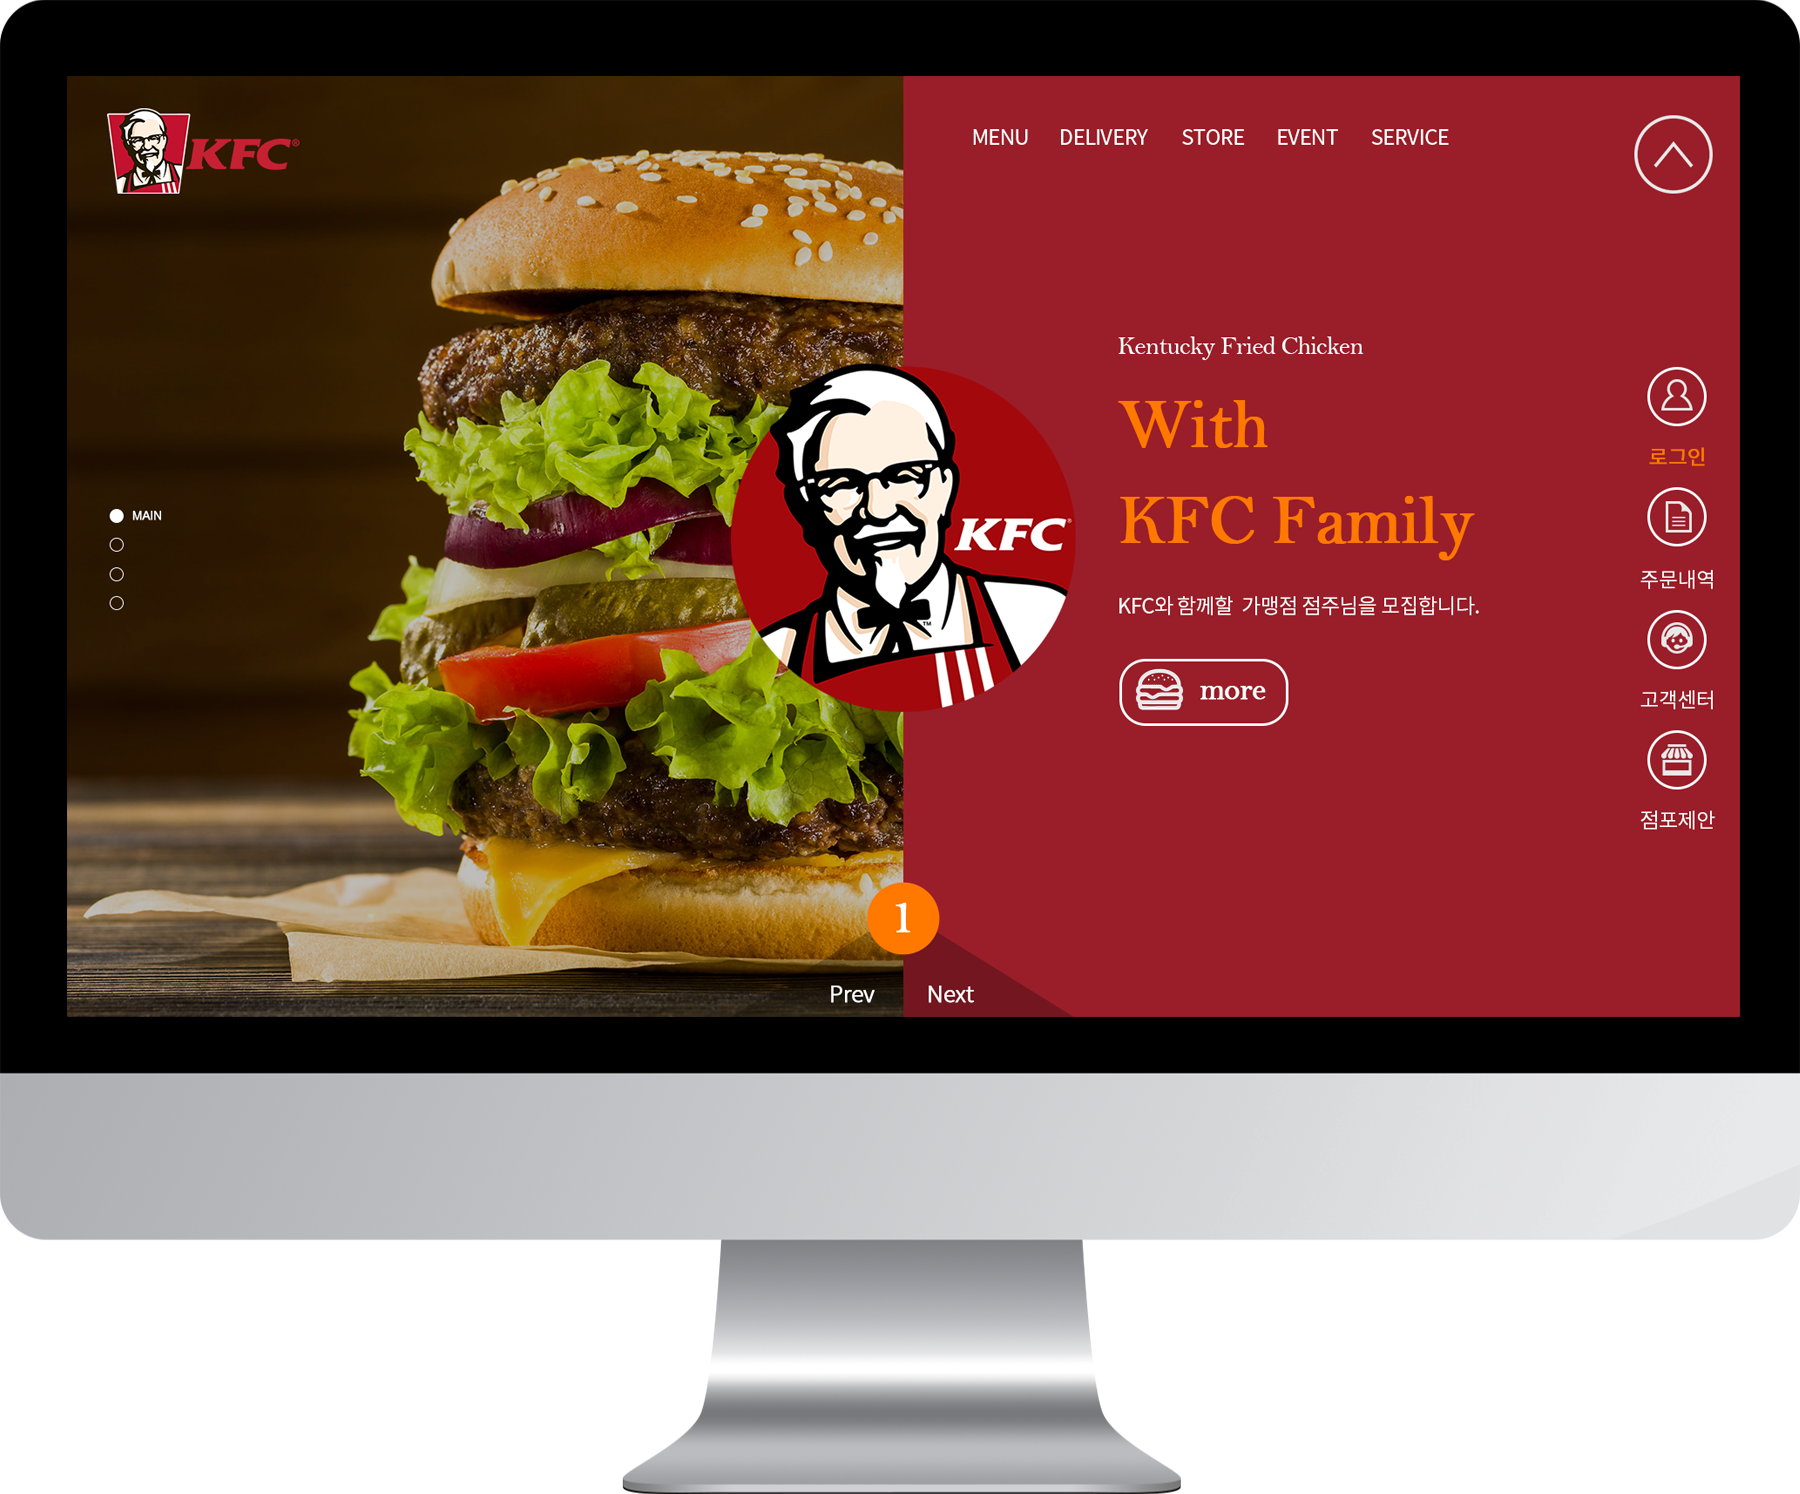 KFC®
MENU DELIVERY STORE EVENT SERVICE
Kentucky Fried Chicken
With
KFC Family
KFC와 함께할 가맹점 점주님을 모집합니다.
more
KFC®
™
MAIN
로그인
주문내역
고객센터
점포제안
1
Prev Next